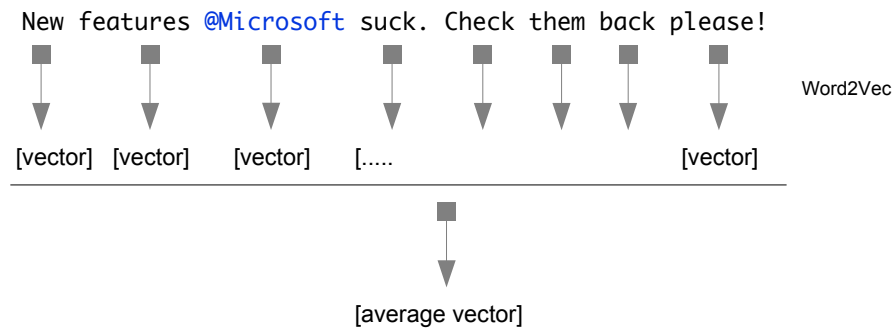 New features @Microsoft suck. Check them back please!
Word2Vec
[vector] [vector] [vector] [..... [vector]
[average vector]